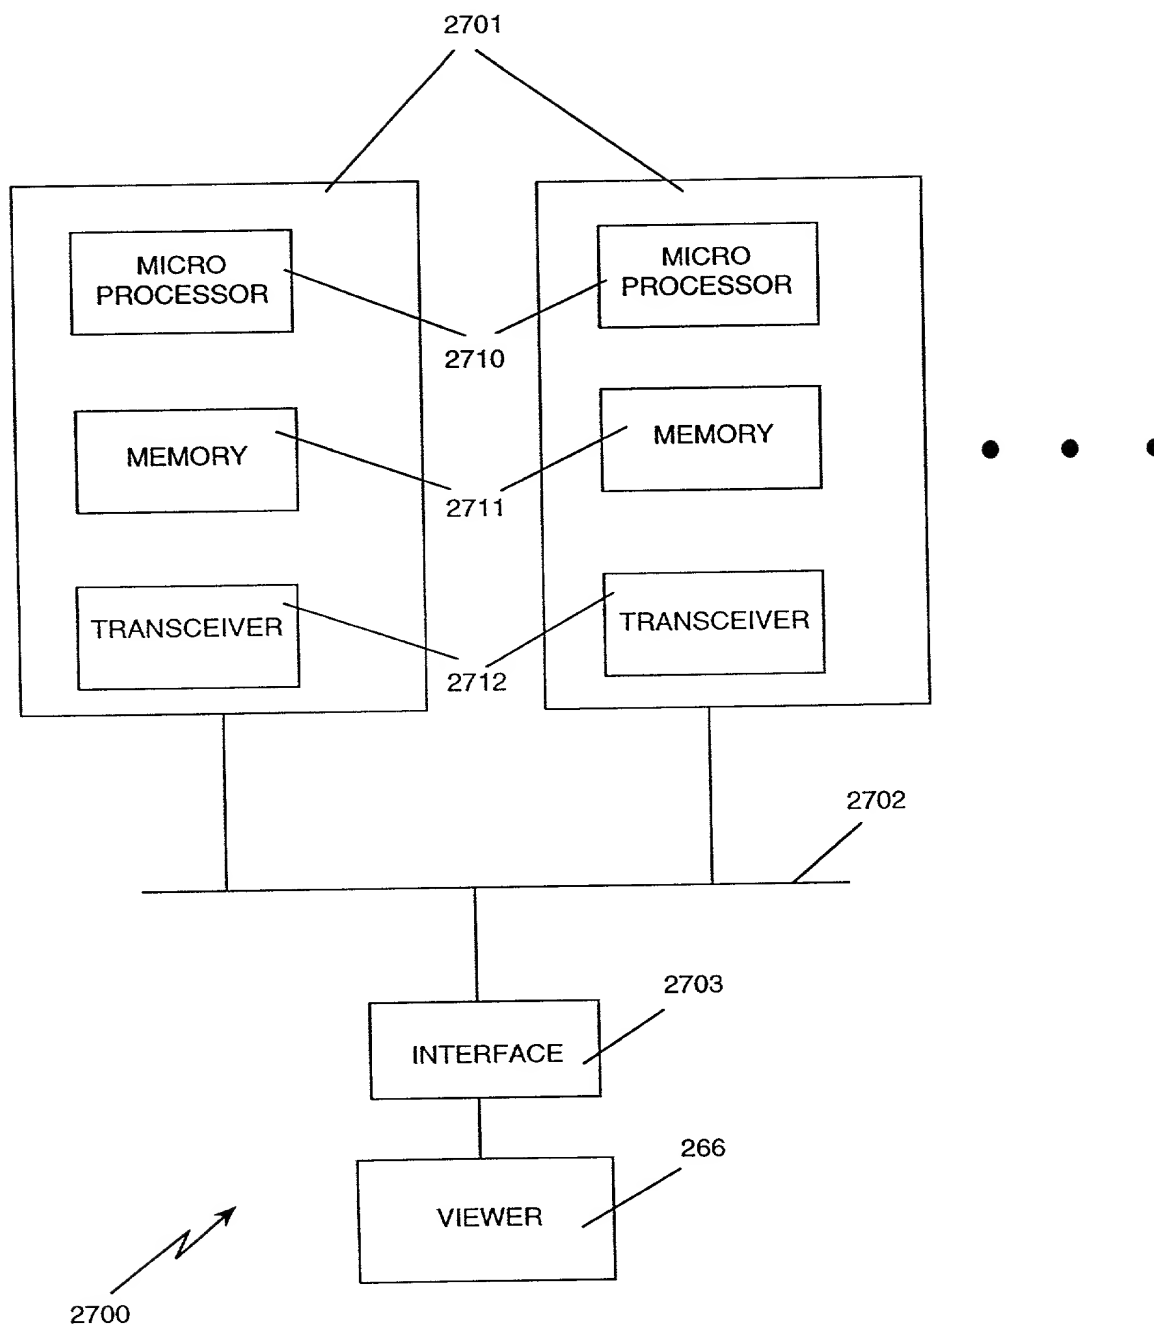 2701
MICRO
PROCESSOR
MICRO
PROCESSOR
2710
MEMORY
MEMORY
2711
TRANSCEIVER
TRANSCEIVER
2712
2702
2703
INTERFACE
266
VIEWER
2700